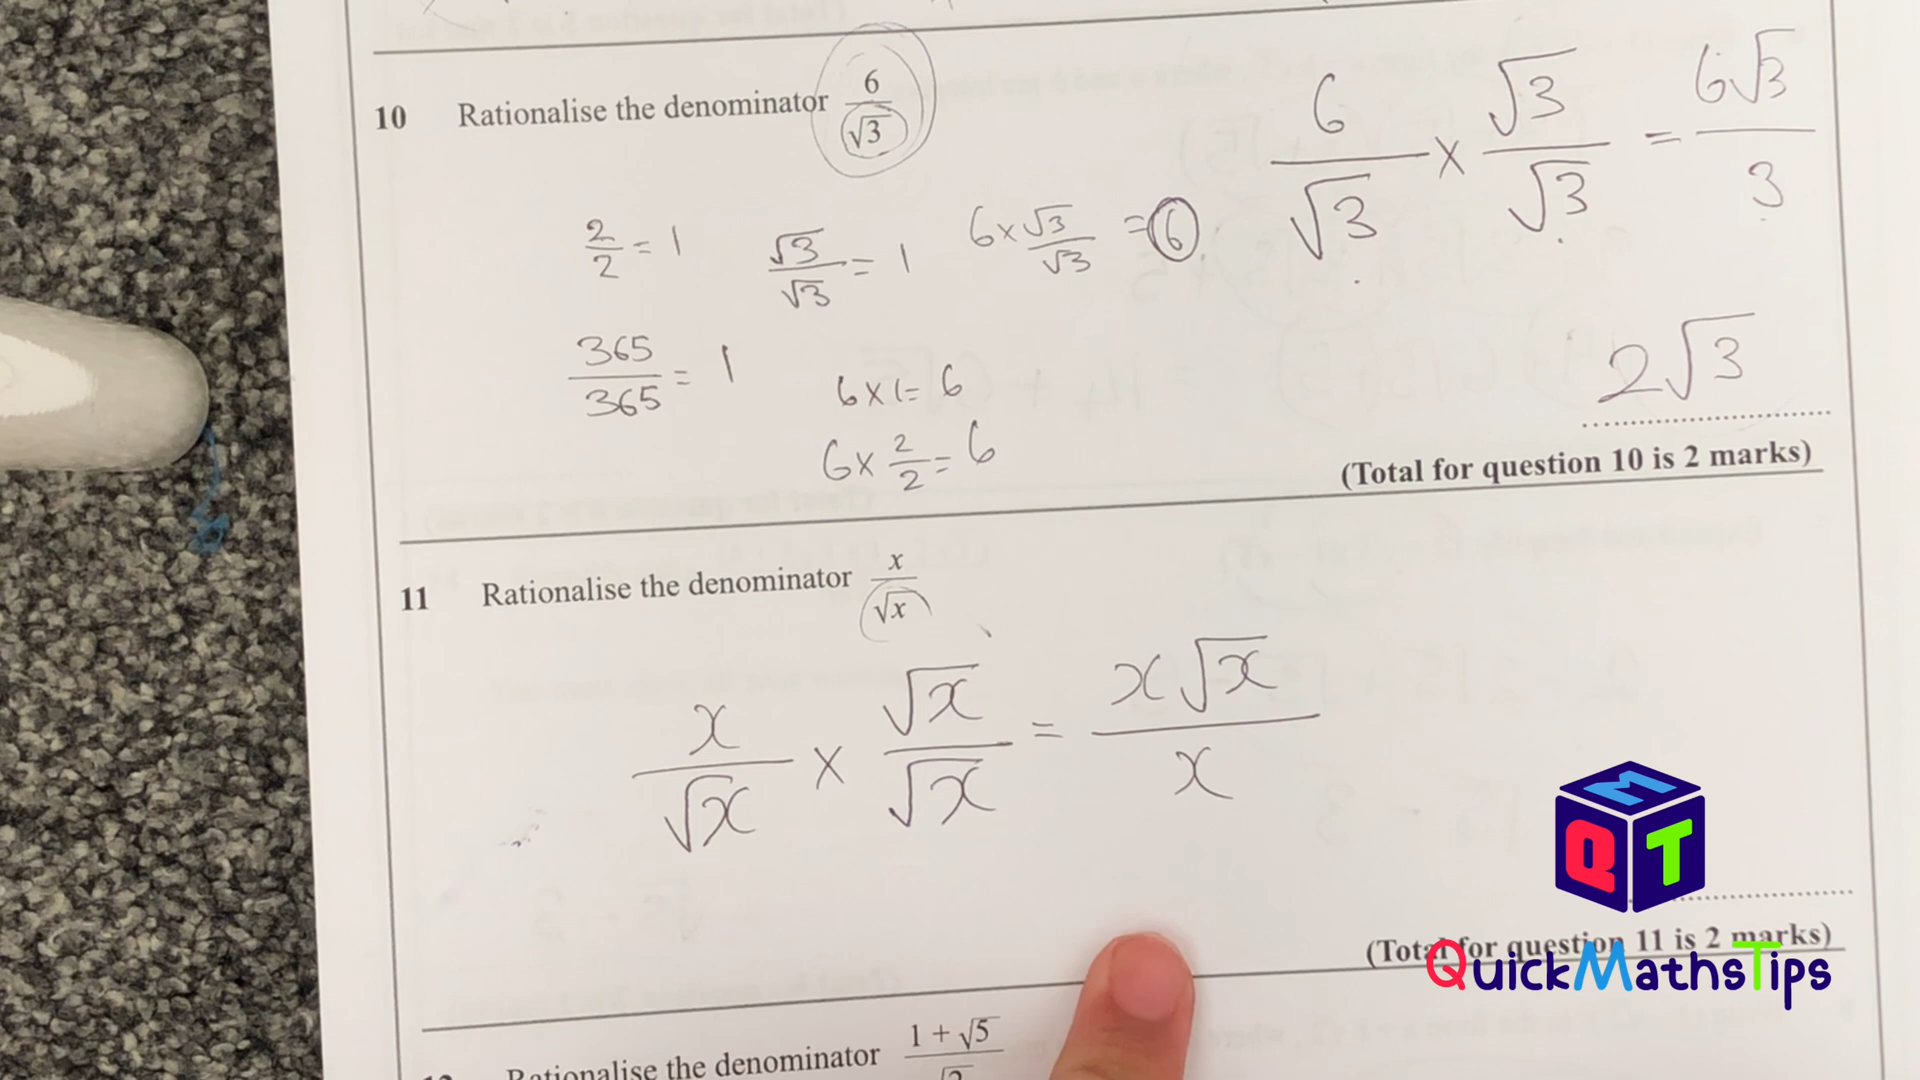 10 Rationalise the denominator 6/√3
6/√3 × √3/√3 = 6√3/3
2/2 = 1
√3/√3 = 1
6 × √3/√3 = 6
365/365 = 1
6 × 1 = 6
6 × 2/2 = 6
2√3
(Total for question 10 is 2 marks)
11 Rationalise the denominator x/√x
x/√x × √x/√x = x√x/x
(Total for question 11 is 2 marks)
QMT
QuickMathsTips
Rationalise the denominator 1 + √5